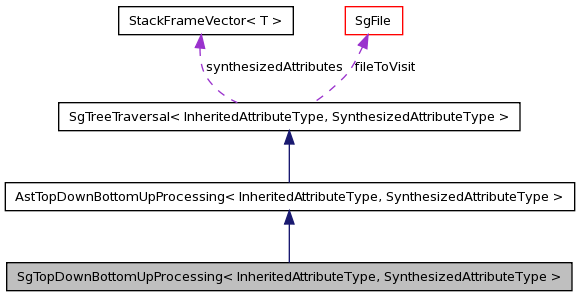 StackFrameVector< T >
SgFile
synthesizedAttributes
fileToVisit
SgTreeTraversal< InheritedAttributeType, SynthesizedAttributeType >
AstTopDownBottomUpProcessing< InheritedAttributeType, SynthesizedAttributeType >
SgTopDownBottomUpProcessing< InheritedAttributeType, SynthesizedAttributeType >